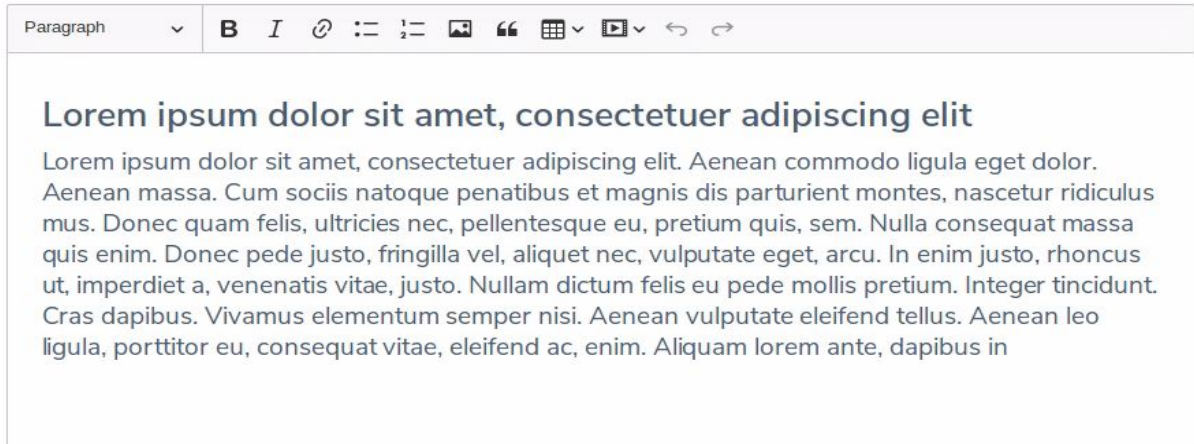 Paragraph
Lorem ipsum dolor sit amet, consectetuer adipiscing elit
Lorem ipsum dolor sit amet, consectetuer adipiscing elit. Aenean commodo ligula eget dolor.
Aenean massa. Cum sociis natoque penatibus et magnis dis parturient montes, nascetur ridiculus
mus. Donec quam felis, ultricies nec, pellentesque eu, pretium quis, sem. Nulla consequat massa
quis enim. Donec pede justo, fringilla vel, aliquet nec, vulputate eget, arcu. In enim justo, rhoncus
ut, imperdiet a, venenatis vitae, justo. Nullam dictum felis eu pede mollis pretium. Integer tincidunt.
Cras dapibus. Vivamus elementum semper nisi. Aenean vulputate eleifend tellus. Aenean leo
ligula, porttitor eu, consequat vitae, eleifend ac, enim. Aliquam lorem ante, dapibus in